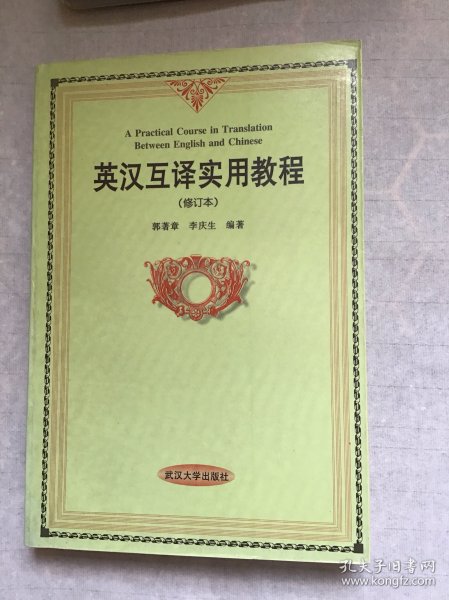 A Practical Course in Translation
Between English and Chinese
英汉互译实用教程
(修订本)
郭著章 李庆生 编著
武汉大学出版社
孔夫子旧书网
www.kongfz.com